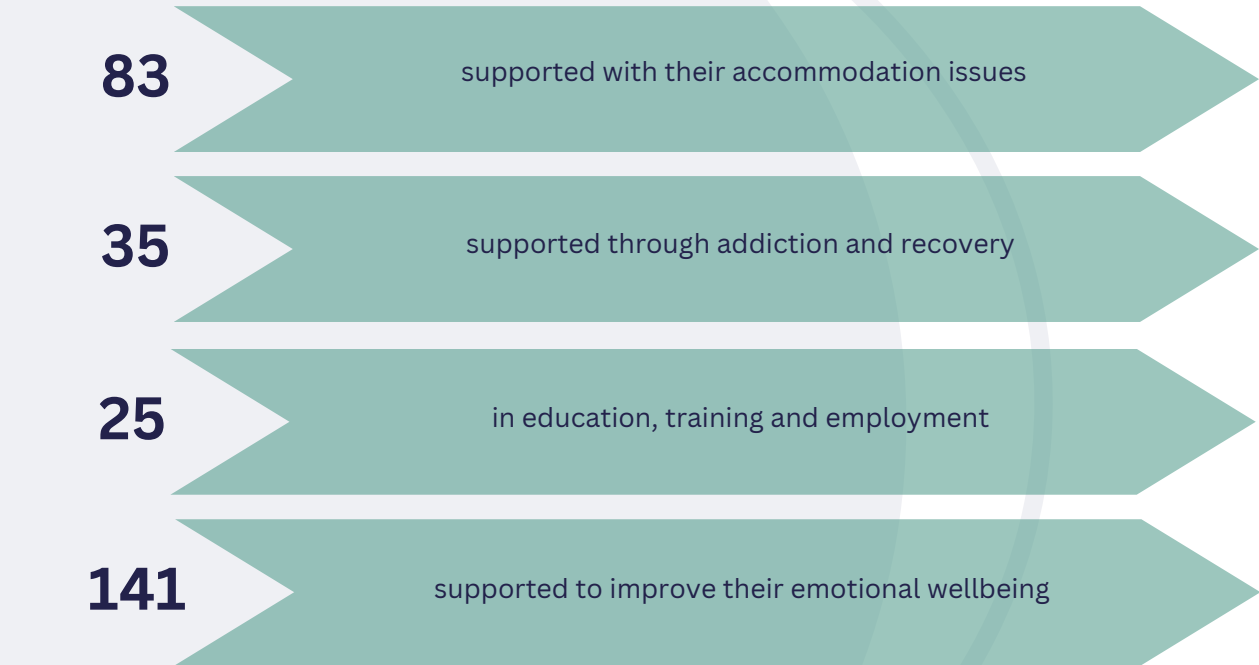 83
supported with their accommodation issues
35
supported through addiction and recovery
25
in education, training and employment
141
supported to improve their emotional wellbeing